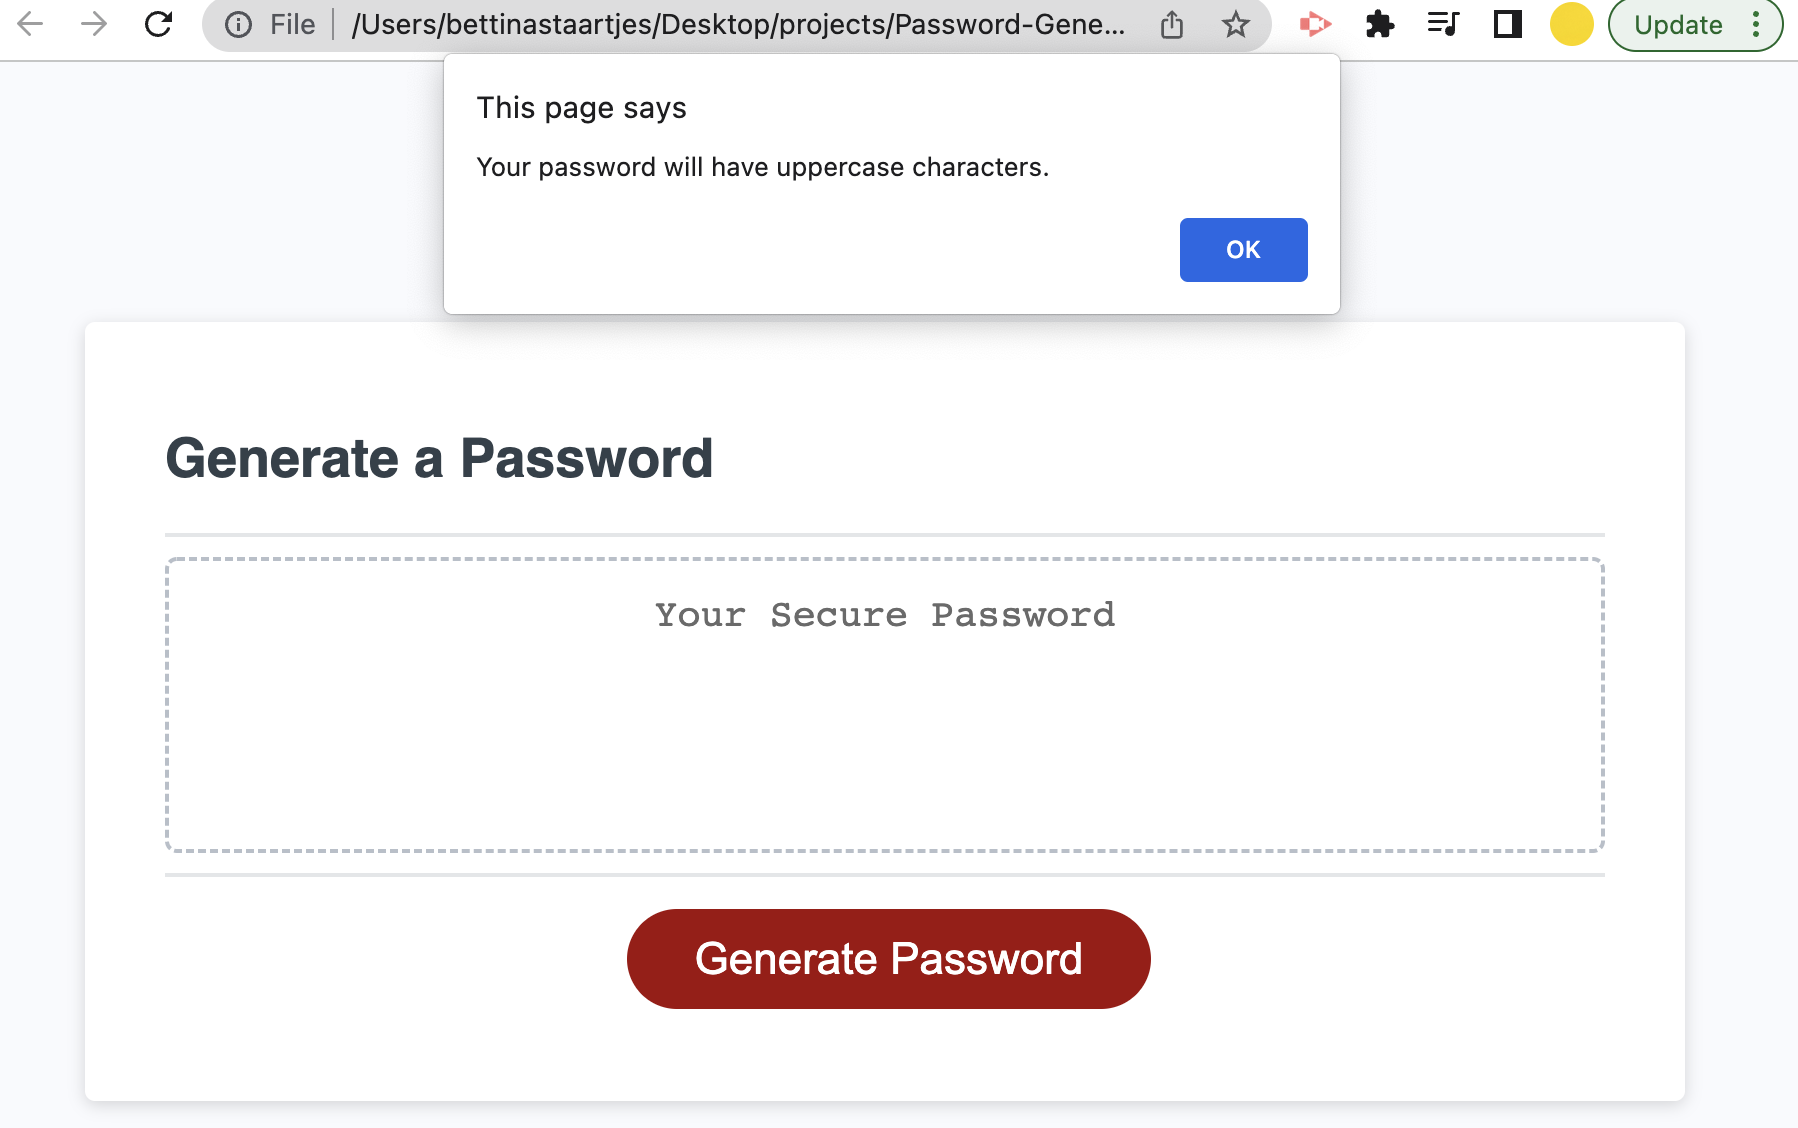 File /Users/bettinastaartjes/Desktop/projects/Password-Gene... Update
This page says
Your password will have uppercase characters.
OK
Generate a Password
Your Secure Password
Generate Password